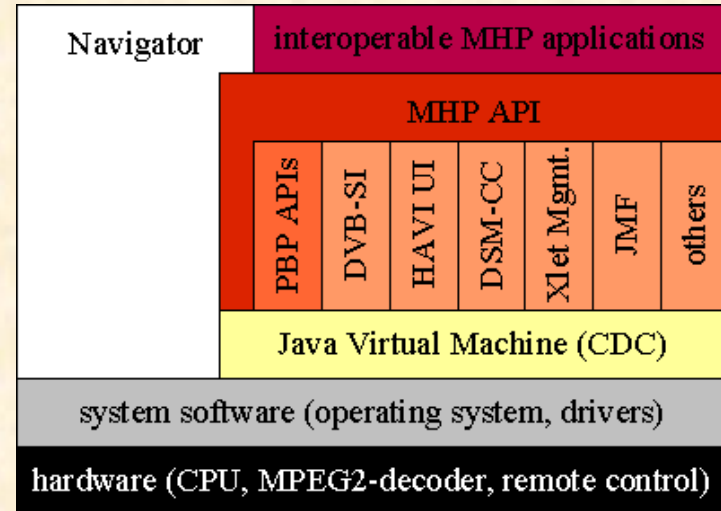 Navigator
interoperable MHP applications
MHP API
PBP APIs
DVB-SI
HAVI UI
DSM-CC
Xlet Mgmt.
JMF
others
Java Virtual Machine (CDC)
system software (operating system, drivers)
hardware (CPU, MPEG2-decoder, remote control)